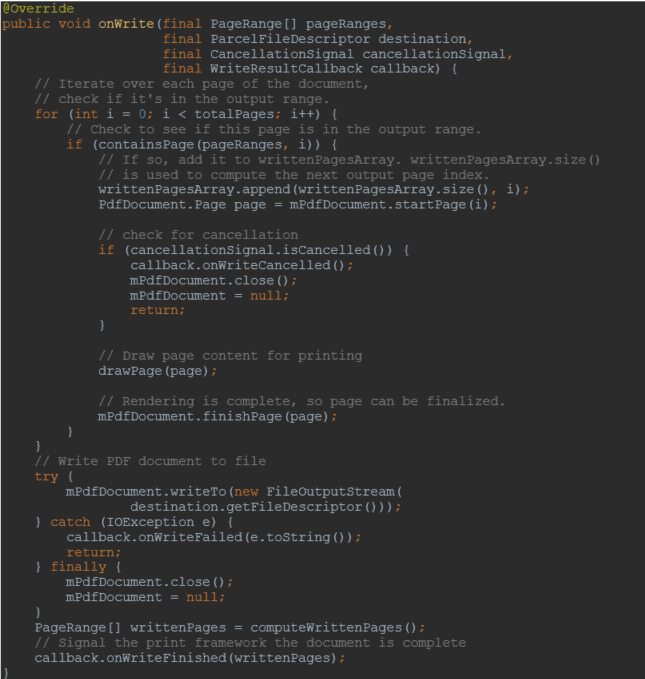 @Override
public void onWrite(final PageRange[] pageRanges,
                    final ParcelFileDescriptor destination,
                    final CancellationSignal cancellationSignal,
                    final WriteResultCallback callback) {
    // Iterate over each page of the document,
    // check if it's in the output range.
    for (int i = 0; i < totalPages; i++) {
        // Check to see if this page is in the output range.
        if (containsPage(pageRanges, i)) {
            // If so, add it to writtenPagesArray. writtenPagesArray.size()
            // is used to compute the next output page index.
            writtenPagesArray.append(writtenPagesArray.size(), i);
            PdfDocument.Page page = mPdfDocument.startPage(i);

            // check for cancellation
            if (cancellationSignal.isCancelled()) {
                callback.onWriteCancelled();
                mPdfDocument.close();
                mPdfDocument = null;
                return;
            }

            // Draw page content for printing
            drawPage(page);

            // Rendering is complete, so page can be finalized.
            mPdfDocument.finishPage(page);
        }
    }
    // Write PDF document to file
    try {
        mPdfDocument.writeTo(new FileOutputStream(
                destination.getFileDescriptor()));
    } catch (IOException e) {
        callback.onWriteFailed(e.toString());
        return;
    } finally {
        mPdfDocument.close();
        mPdfDocument = null;
    }
    PageRange[] writtenPages = computeWrittenPages();
    // Signal the print framework the document is complete
    callback.onWriteFinished(writtenPages);
}